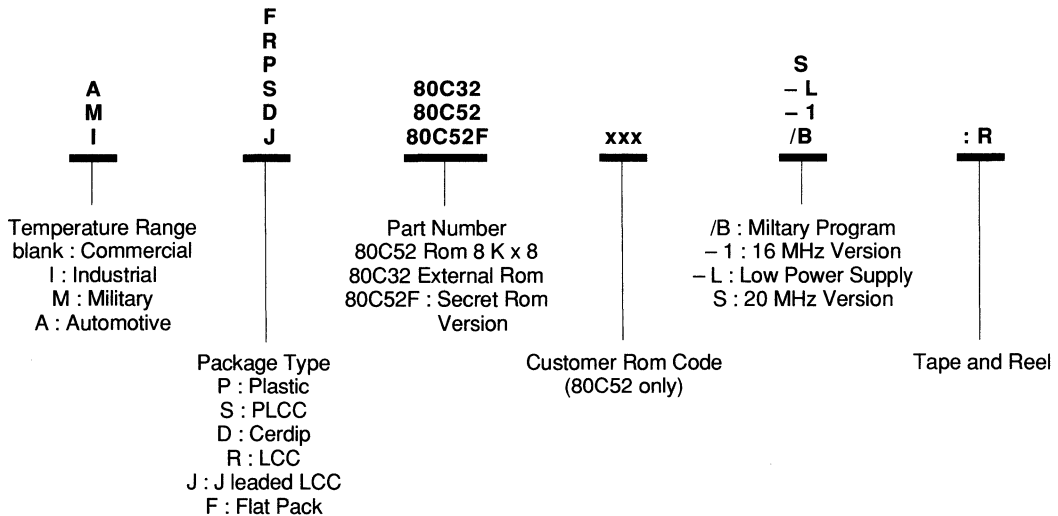 F
R
P
A S 80C32 S
M D 80C52 – L
I J 80C52F xxx – 1
/B : R
Temperature Range
blank : Commercial
I : Industrial
M : Military
A : Automotive
Package Type
P : Plastic
S : PLCC
D : Cerdip
R : LCC
J : J leaded LCC
F : Flat Pack
Part Number
80C52 Rom 8 K x 8
80C32 External Rom
80C52F : Secret Rom
Version
Customer Rom Code
(80C52 only)
/B : Miltary Program
– 1 : 16 MHz Version
– L : Low Power Supply
S : 20 MHz Version
Tape and Reel